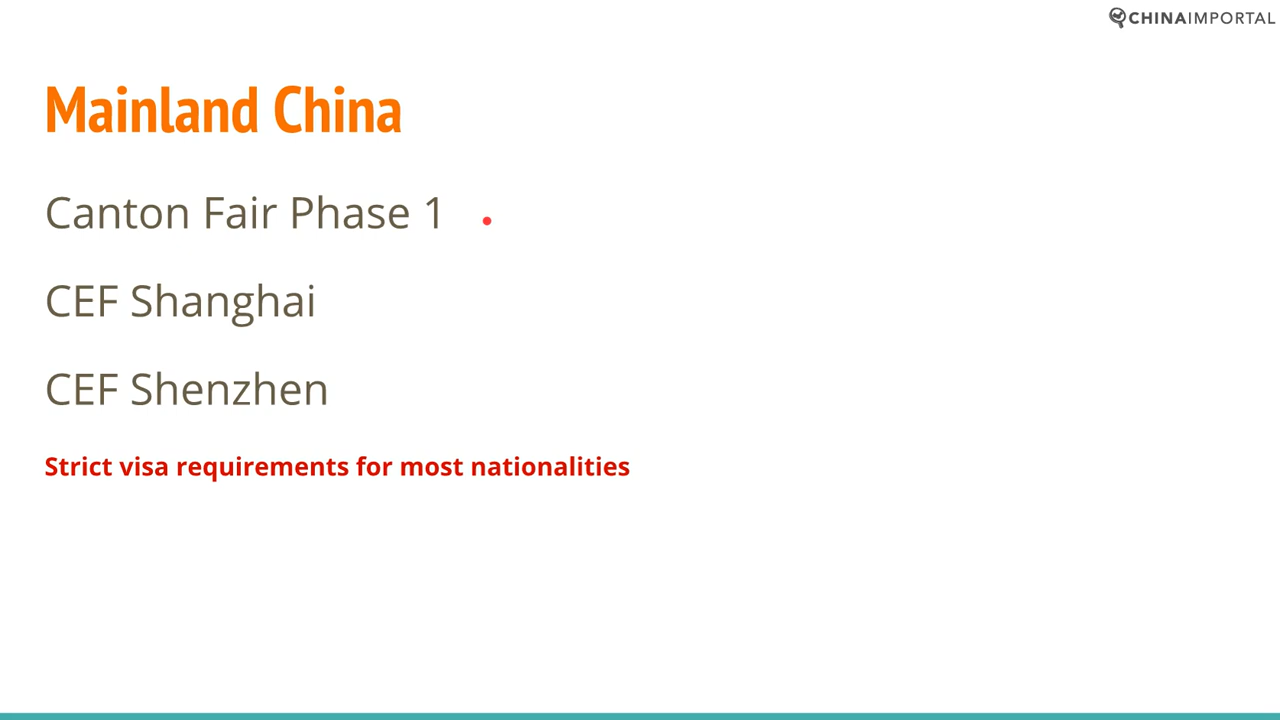 CHINAIMPORTAL
Mainland China
Canton Fair Phase 1
CEF Shanghai
CEF Shenzhen
Strict visa requirements for most nationalities